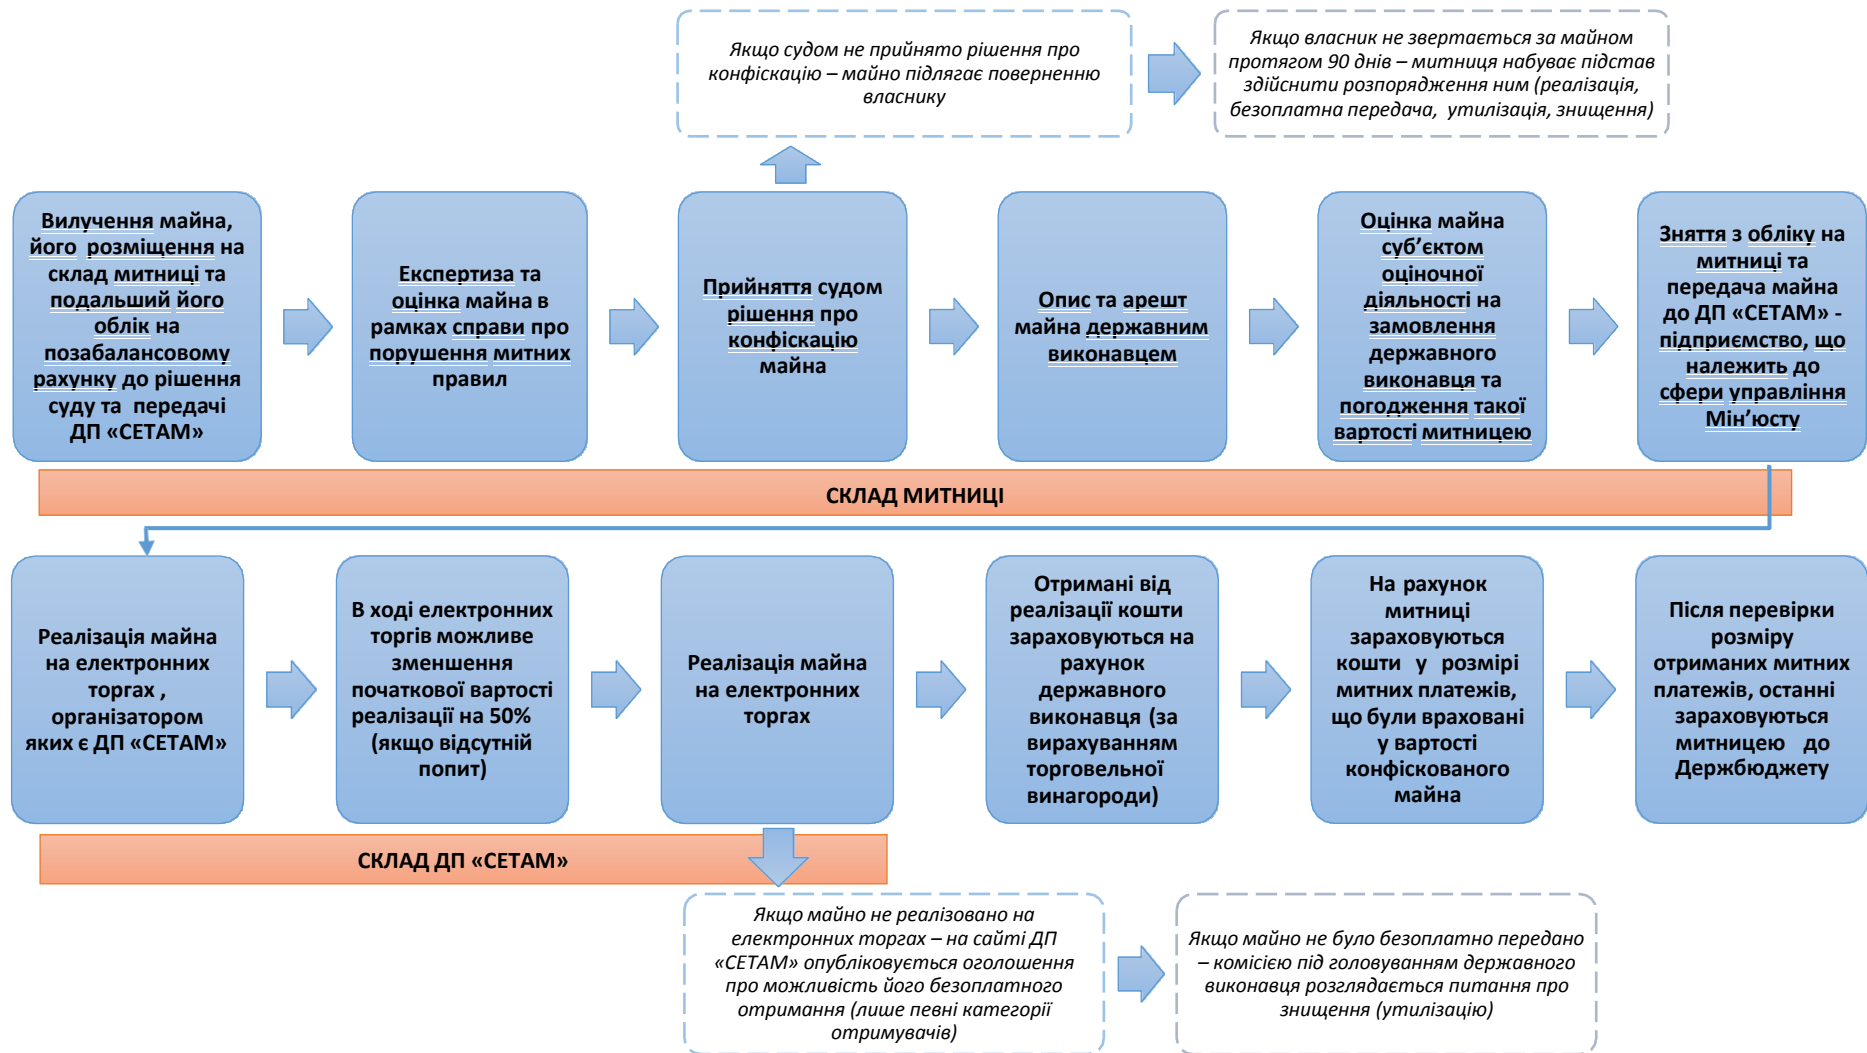 Якщо судом не прийнято рішення про
конфіскацію – майно підлягає поверненню
власнику
Якщо власник не звертається за майном
протягом 90 днів – митниця набуває підстав
здійснити розпорядження ним (реалізація,
безоплатна передача, утилізація, знищення)
Вилучення майна,
його розміщення на
склад митниці та
подальший його
облік на
позабалансовому
рахунку до рішення
суду та передачі
ДП «СЕТАМ»
Експертиза та
оцінка майна в
рамках справи про
порушення митних
правил
Прийняття судом
рішення про
конфіскацію
майна
Опис та арешт
майна державним
виконавцем
Оцінка майна
суб’єктом
оціночної
діяльності на
замовлення
державного
виконавця та
погодження такої
вартості митницею
Зняття з обліку на
митниці та
передача майна
до ДП «СЕТАМ» -
підприємство, що
належить до
сфери управління
Мін’юсту
СКЛАД МИТНИЦІ
Реалізація майна
на електронних
торгах ,
організатором
яких є ДП «СЕТАМ»
В ході електронних
торгів можливе
зменшення
початкової вартості
реалізації на 50%
(якщо відсутній
попит)
Реалізація майна
на електронних
торгах
Отримані від
реалізації кошти
зараховуються на
рахунок
державного
виконавця (за
вирахуванням
торговельної
винагороди)
На рахунок
митниці
зараховуються
кошти у розмірі
митних платежів,
що були враховані
у вартості
конфіскованого
майна
Після перевірки
розміру
отриманих митних
платежів, останні
зараховуються
митницею до
Держбюджету
СКЛАД ДП «СЕТАМ»
Якщо майно не реалізовано на
електронних торгах – на сайті ДП
«СЕТАМ» опубліковується оголошення
про можливість його безоплатного
отримання (лише певні категорії
отримувачів)
Якщо майно не було безоплатно передано
– комісією під головуванням державного
виконавця розглядається питання про
знищення (утилізацію)